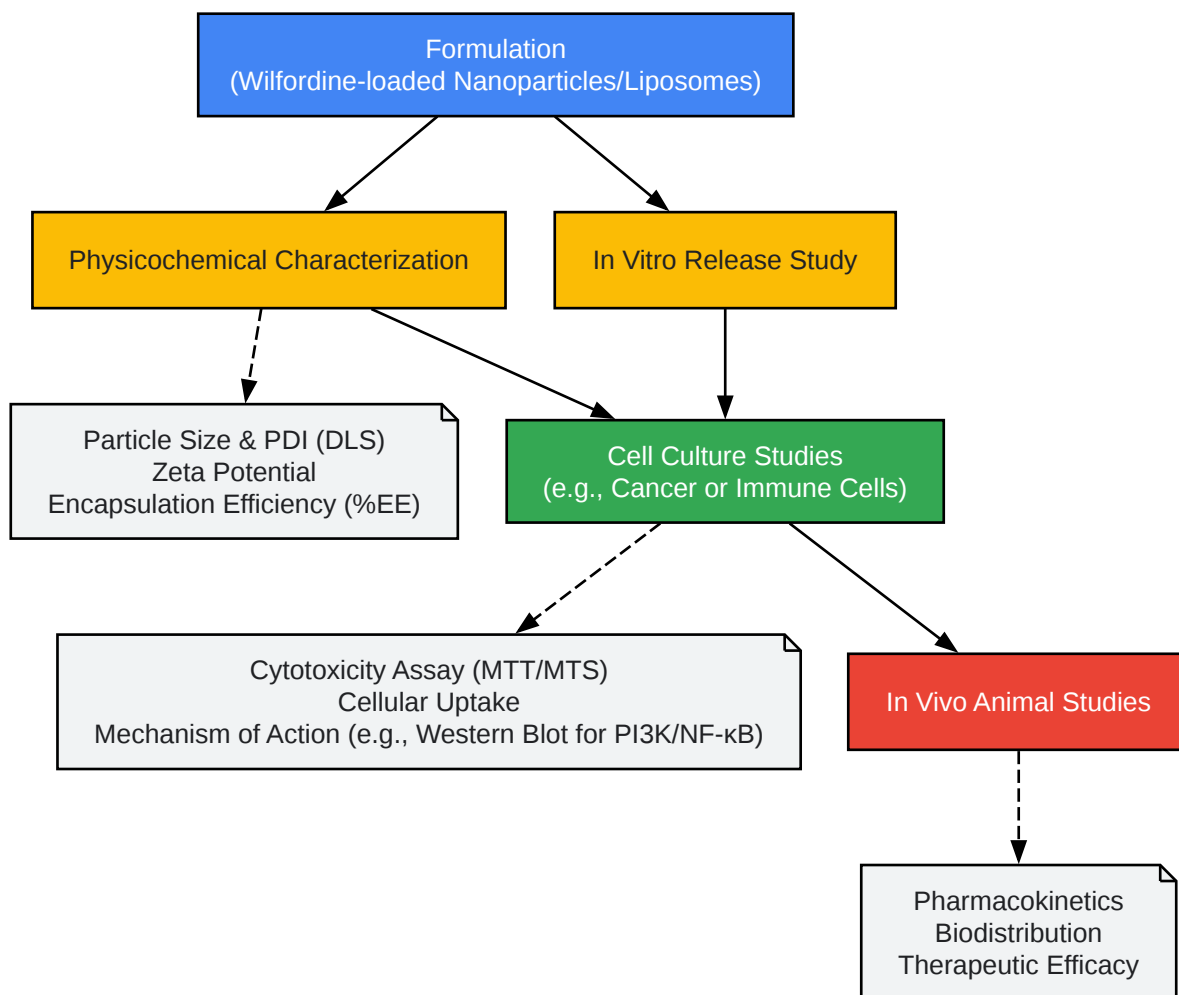 Formulation
(Wilfordine-loaded Nanoparticles/Liposomes)
Physicochemical Characterization
In Vitro Release Study
Particle Size & PDI (DLS)
Zeta Potential
Encapsulation Efficiency (%EE)
Cell Culture Studies
(e.g., Cancer or Immune Cells)
Cytotoxicity Assay (MTT/MTS)
Cellular Uptake
Mechanism of Action (e.g., Western Blot for PI3K/NF-κB)
In Vivo Animal Studies
Pharmacokinetics
Biodistribution
Therapeutic Efficacy